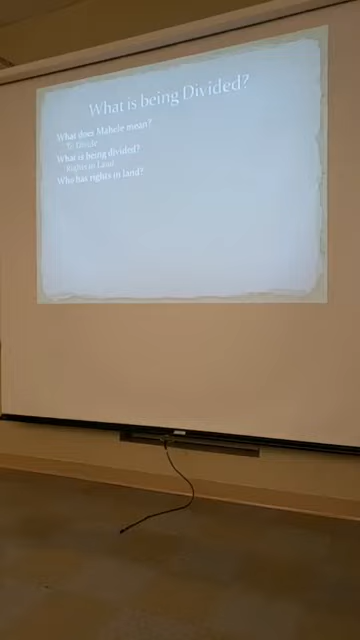 What is being Divided?
What does Mahele mean?
To Divide
What is being divided?
Rights in Land
Who has rights in land?